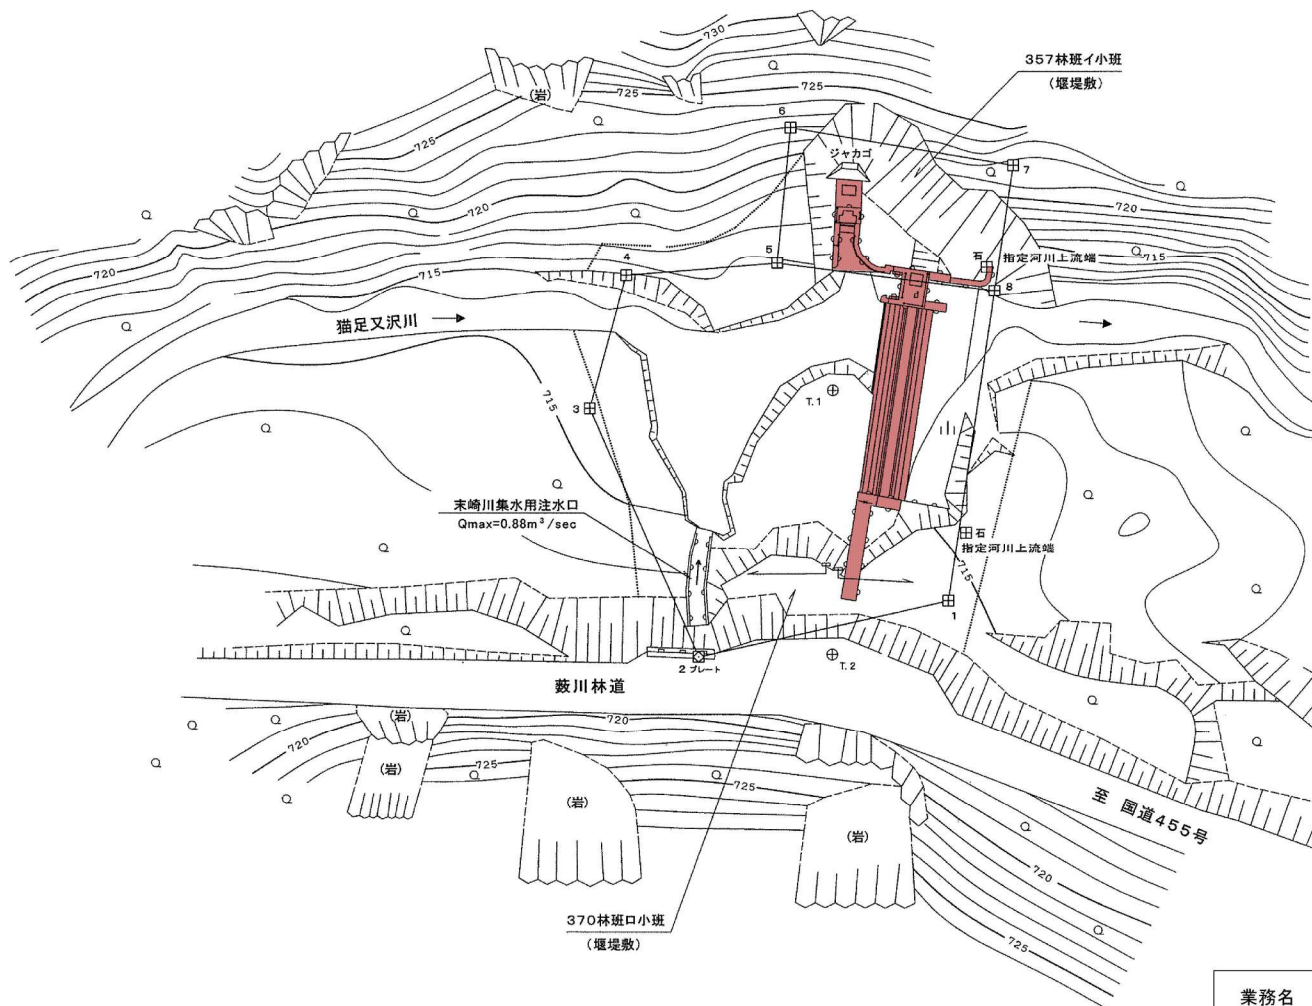 730
357林班イ小班
(堰堤敷)
(岩)
725
725
6
ジャカゴ
7
720
720
720
715
715
4
5
石
指定河川上流端
8
猫足又沢川
3
715
T.1
末崎川集水用注水口
Qmax=0.88m³/sec
石
指定河川上流端
715
1
2 プレート
T.2
薮川林道
720
720
(岩)
(岩)
725
725
(岩)
(岩)
至 国道455号
720
725
370林班ロ小班
(堰堤敷)
業務名